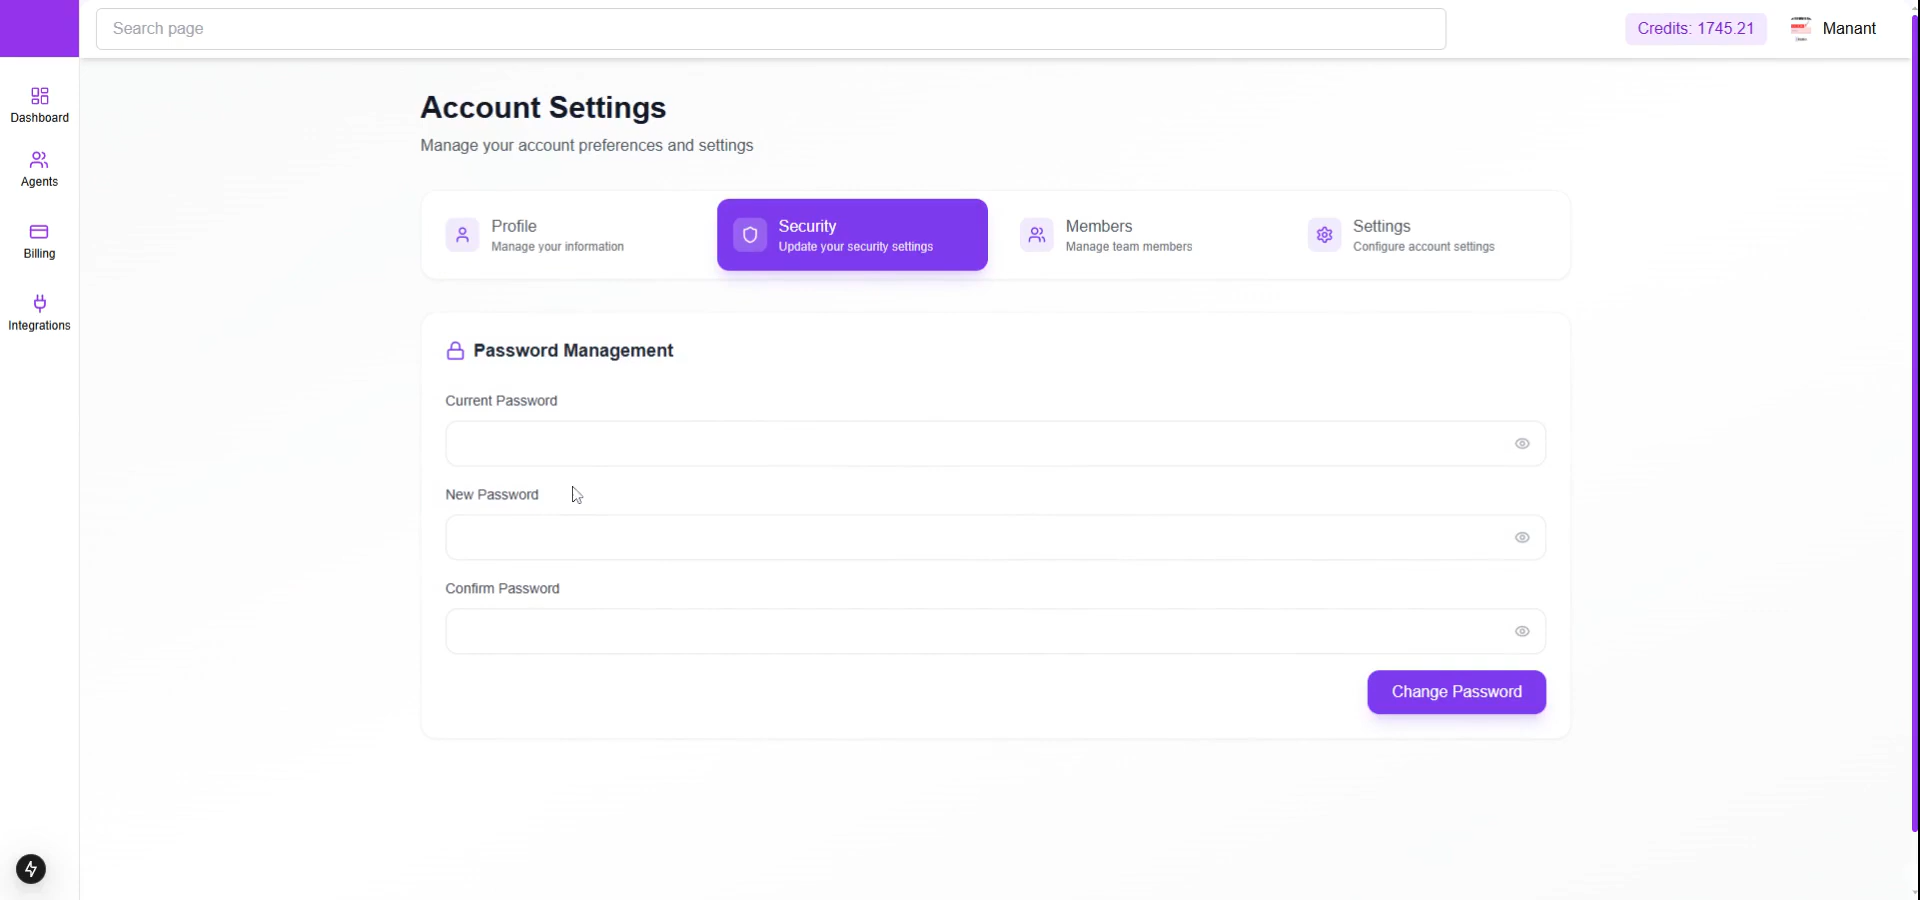 Search page
Credits: 1745.21
Manant
Dashboard
Agents
Billing
Integrations
Account Settings
Manage your account preferences and settings
Profile
Manage your information
Security
Update your security settings
Members
Manage team members
Settings
Configure account settings
Password Management
Current Password
New Password
Confirm Password
Change Password